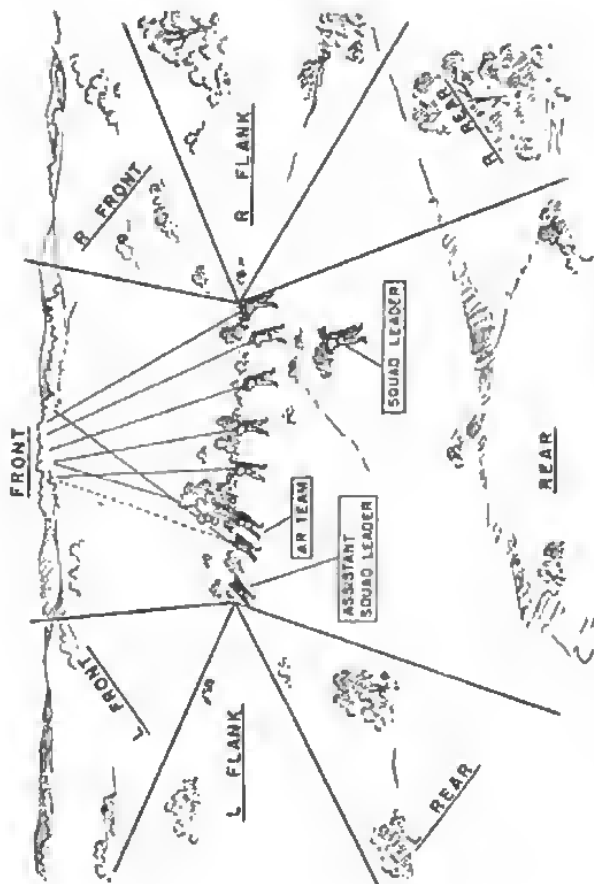 FRONT
L FRONT
R FRONT
L FLANK
R FLANK
AR TEAM
ASSISTANT
SQUAD LEADER
SQUAD LEADER
L REAR
REAR
R REAR